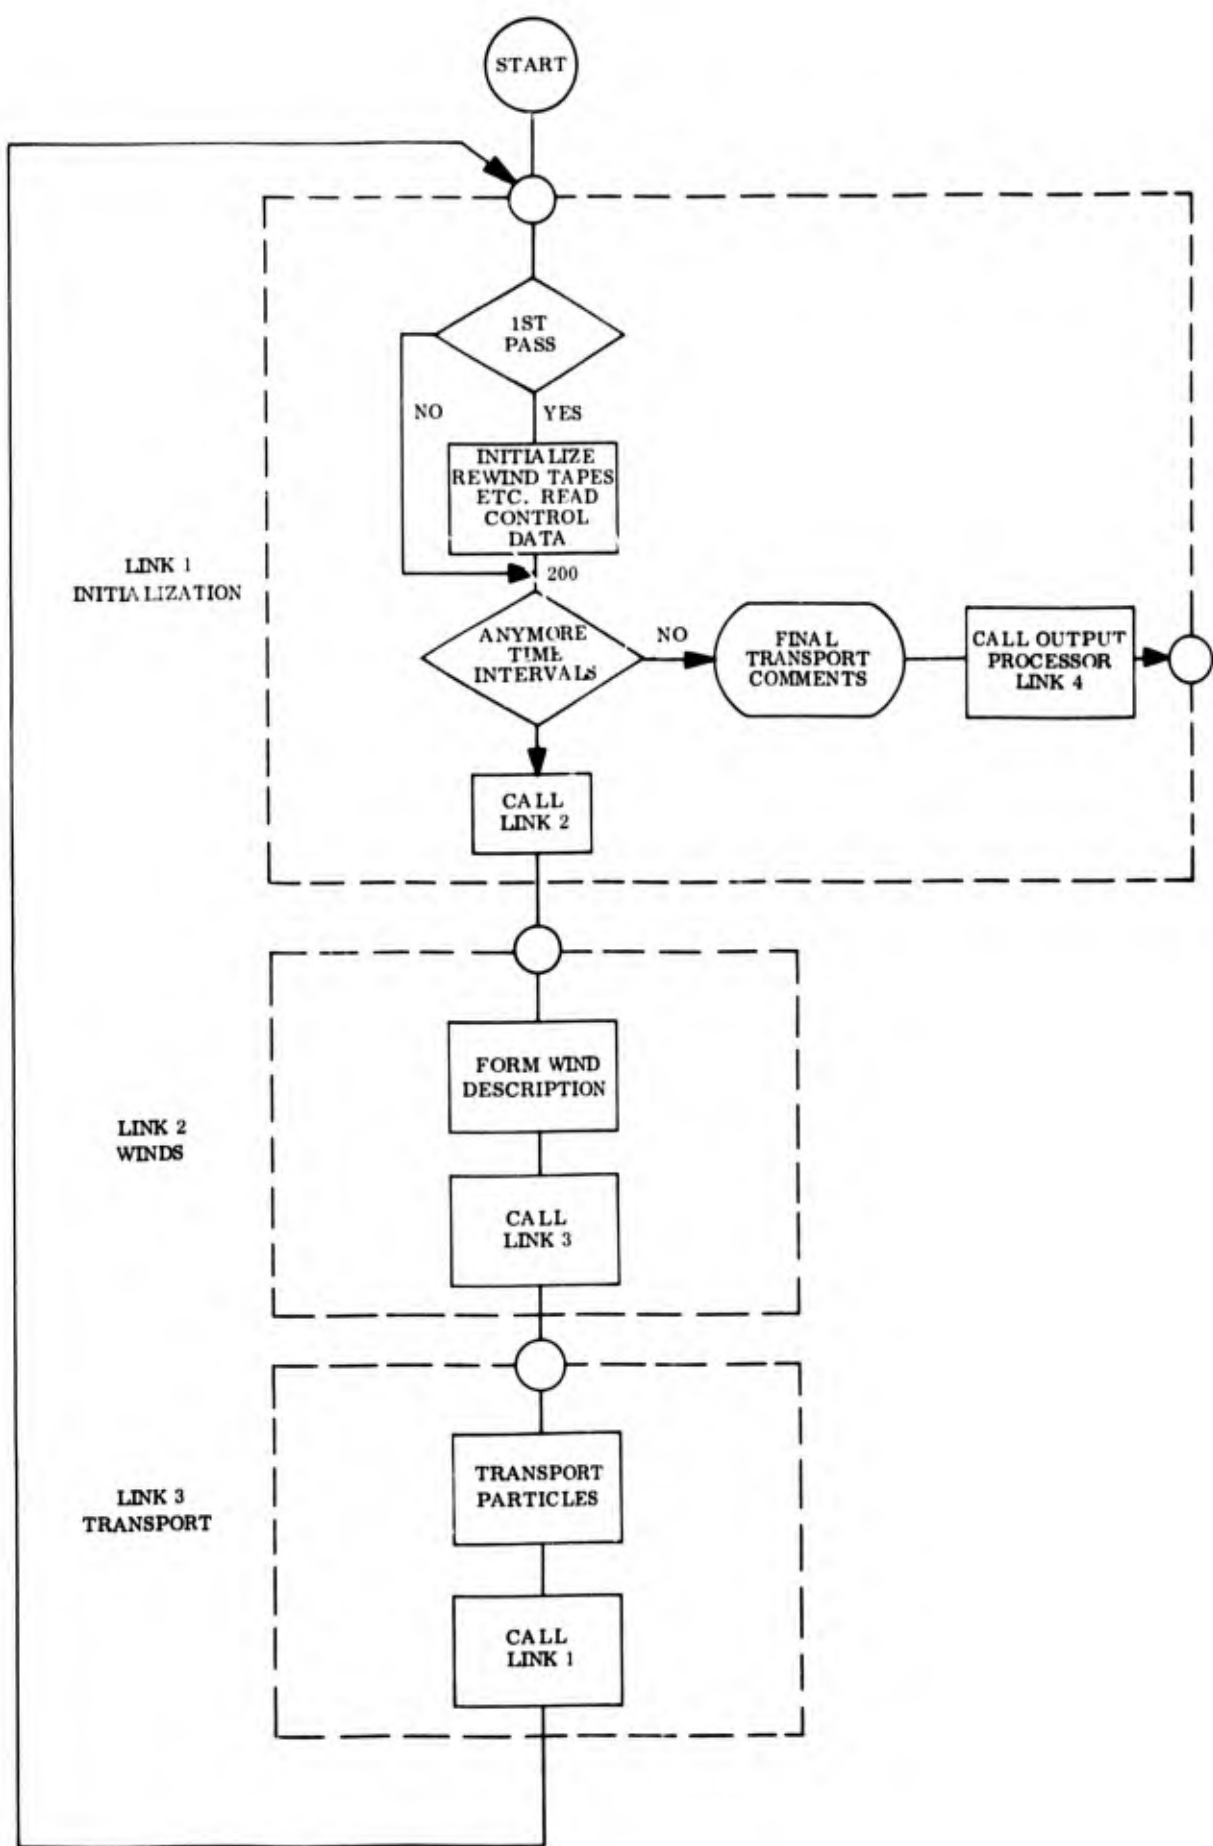 START
1ST
PASS
NO
YES
INITIALIZE
REWIND TAPES
ETC. READ
CONTROL
DATA
200
LINK 1
INITIALIZATION
ANYMORE
TIME
INTERVALS
NO
FINAL
TRANSPORT
COMMENTS
CALL OUTPUT
PROCESSOR
LINK 4
CALL
LINK 2
FORM WIND
DESCRIPTION
LINK 2
WINDS
CALL
LINK 3
TRANSPORT
PARTICLES
LINK 3
TRANSPORT
CALL
LINK 1